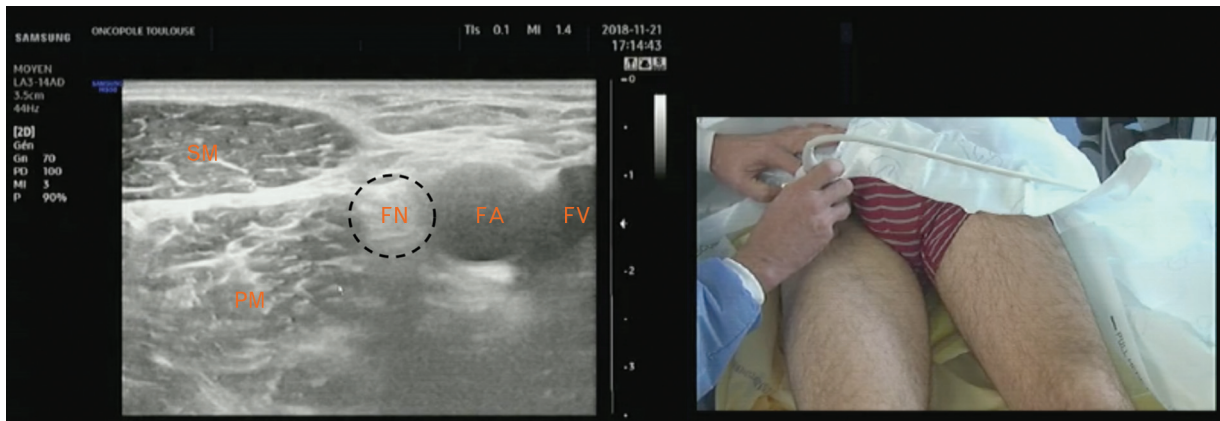 SAMSUNG
ONCOPOLE TOULOUSE
TIs 0.1 MI 1.4
2018-11-21
17:14:43
MOYEN
LA3-14AD
3.5cm
44Hz
[2D]
Gén
Gn 70
PD 100
MI 3
P 90%
0
1
2
3
SM
FN
FA
FV
PM